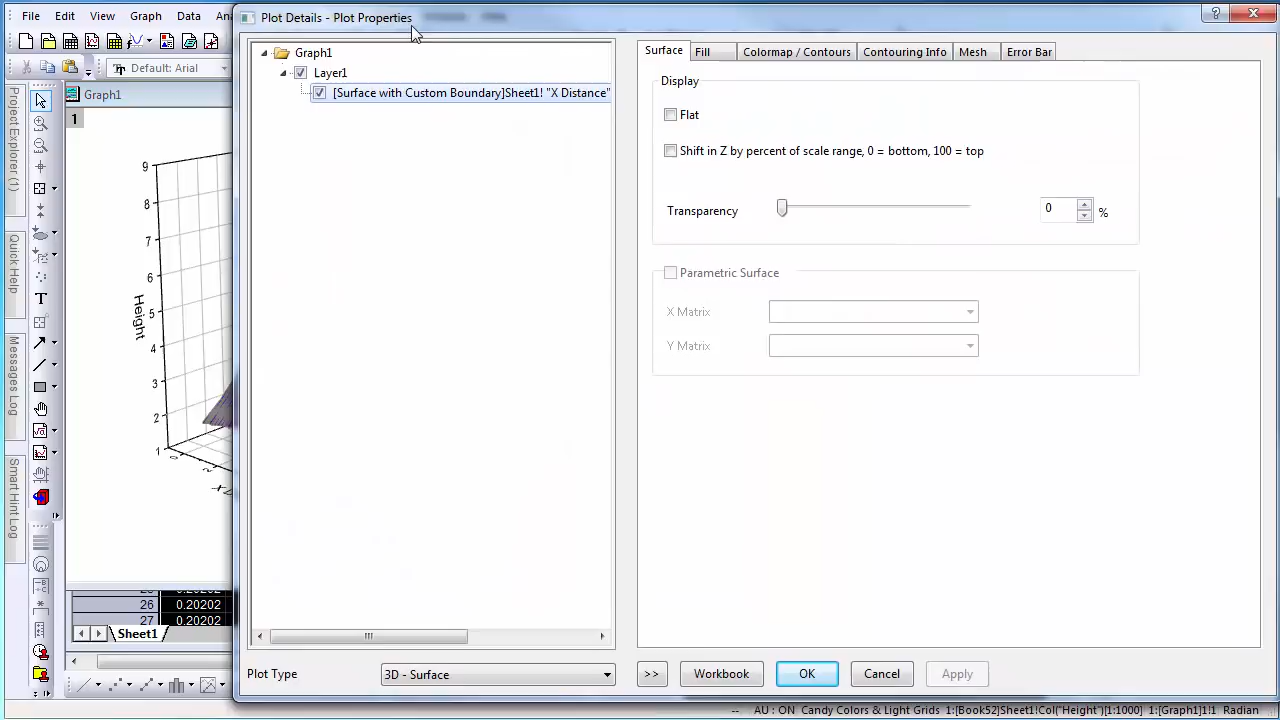 File Edit View Graph Data
Plot Details - Plot Properties
Default: Arial
Graph1
1
Project Explorer (1)
Quick Help
Messages Log
Smart Hint Log
9
8
7
6
5
4
3
2
1
Height
0
26 0.20202
27 0.20202
Sheet1
Graph1
Layer1
[Surface with Custom Boundary]Sheet1! "X Distance"
Surface Fill Colormap / Contours Contouring Info Mesh Error Bar
Display
Flat
Shift in Z by percent of scale range, 0 = bottom, 100 = top
Transparency 0 %
Parametric Surface
X Matrix
Y Matrix
Plot Type 3D - Surface >> Workbook OK Cancel Apply
-- AU : ON Candy Colors & Light Grids 1:[Book52]Sheet1!Col("Height")[1:1000] 1:[Graph1]1!1 Radian